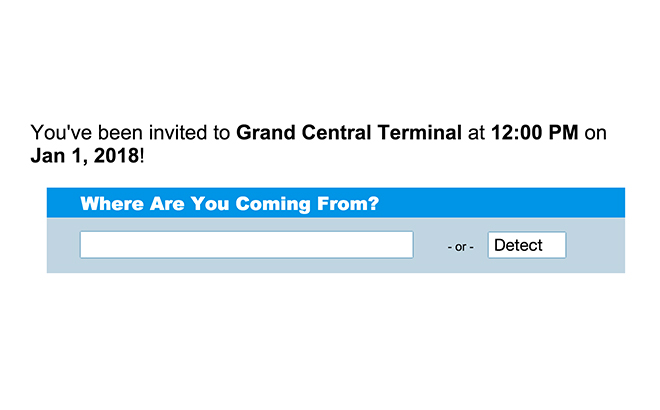 You've been invited to Grand Central Terminal at 12:00 PM on
Jan 1, 2018!
Where Are You Coming From?
- or - Detect